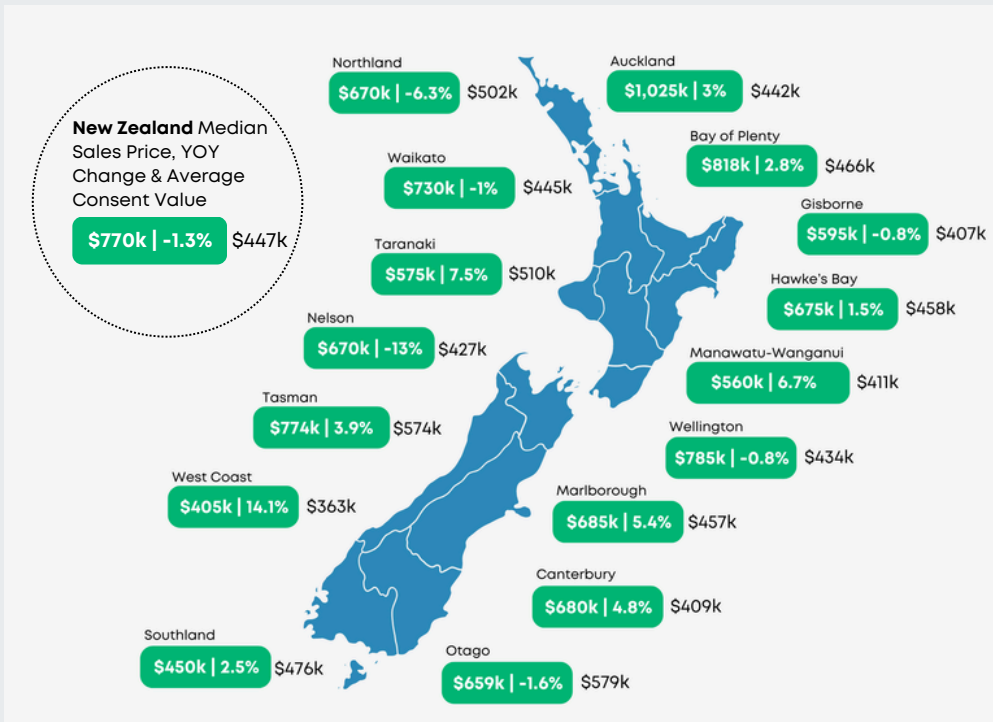 New Zealand Median
Sales Price, YOY
Change & Average
Consent Value
$770k | -1.3% $447k
Northland
$670k | -6.3% $502k
Auckland
$1,025k | 3% $442k
Bay of Plenty
$818k | 2.8% $466k
Waikato
$730k | -1% $445k
Gisborne
$595k | -0.8% $407k
Taranaki
$575k | 7.5% $510k
Hawke's Bay
$675k | 1.5% $458k
Nelson
$670k | -13% $427k
Manawatu-Wanganui
$560k | 6.7% $411k
Tasman
$774k | 3.9% $574k
Wellington
$785k | -0.8% $434k
West Coast
$405k | 14.1% $363k
Marlborough
$685k | 5.4% $457k
Canterbury
$680k | 4.8% $409k
Southland
$450k | 2.5% $476k
Otago
$659k | -1.6% $579k